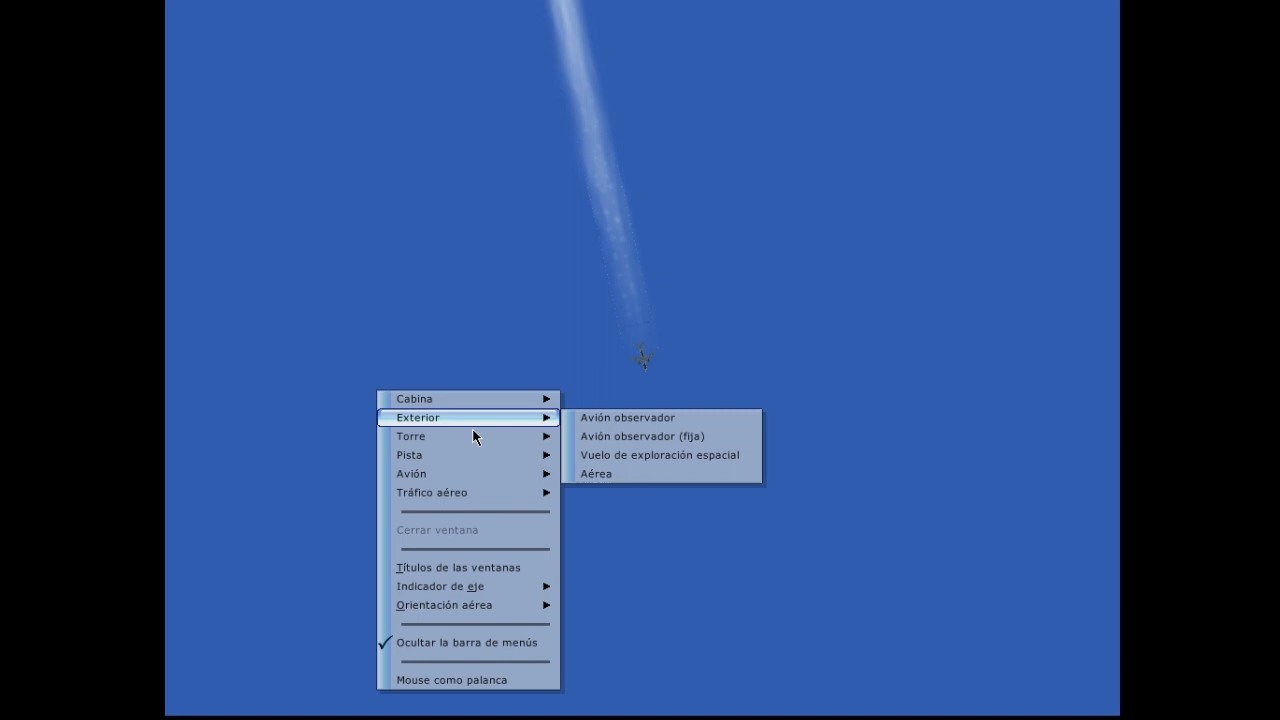 Cabina
Exterior
Torre
Pista
Avión
Tráfico aéreo
Cerrar ventana
Títulos de las ventanas
Indicador de eje
Orientación aérea
Ocultar la barra de menús
Mouse como palanca
Avión observador
Avión observador (fija)
Vuelo de exploración espacial
Aérea